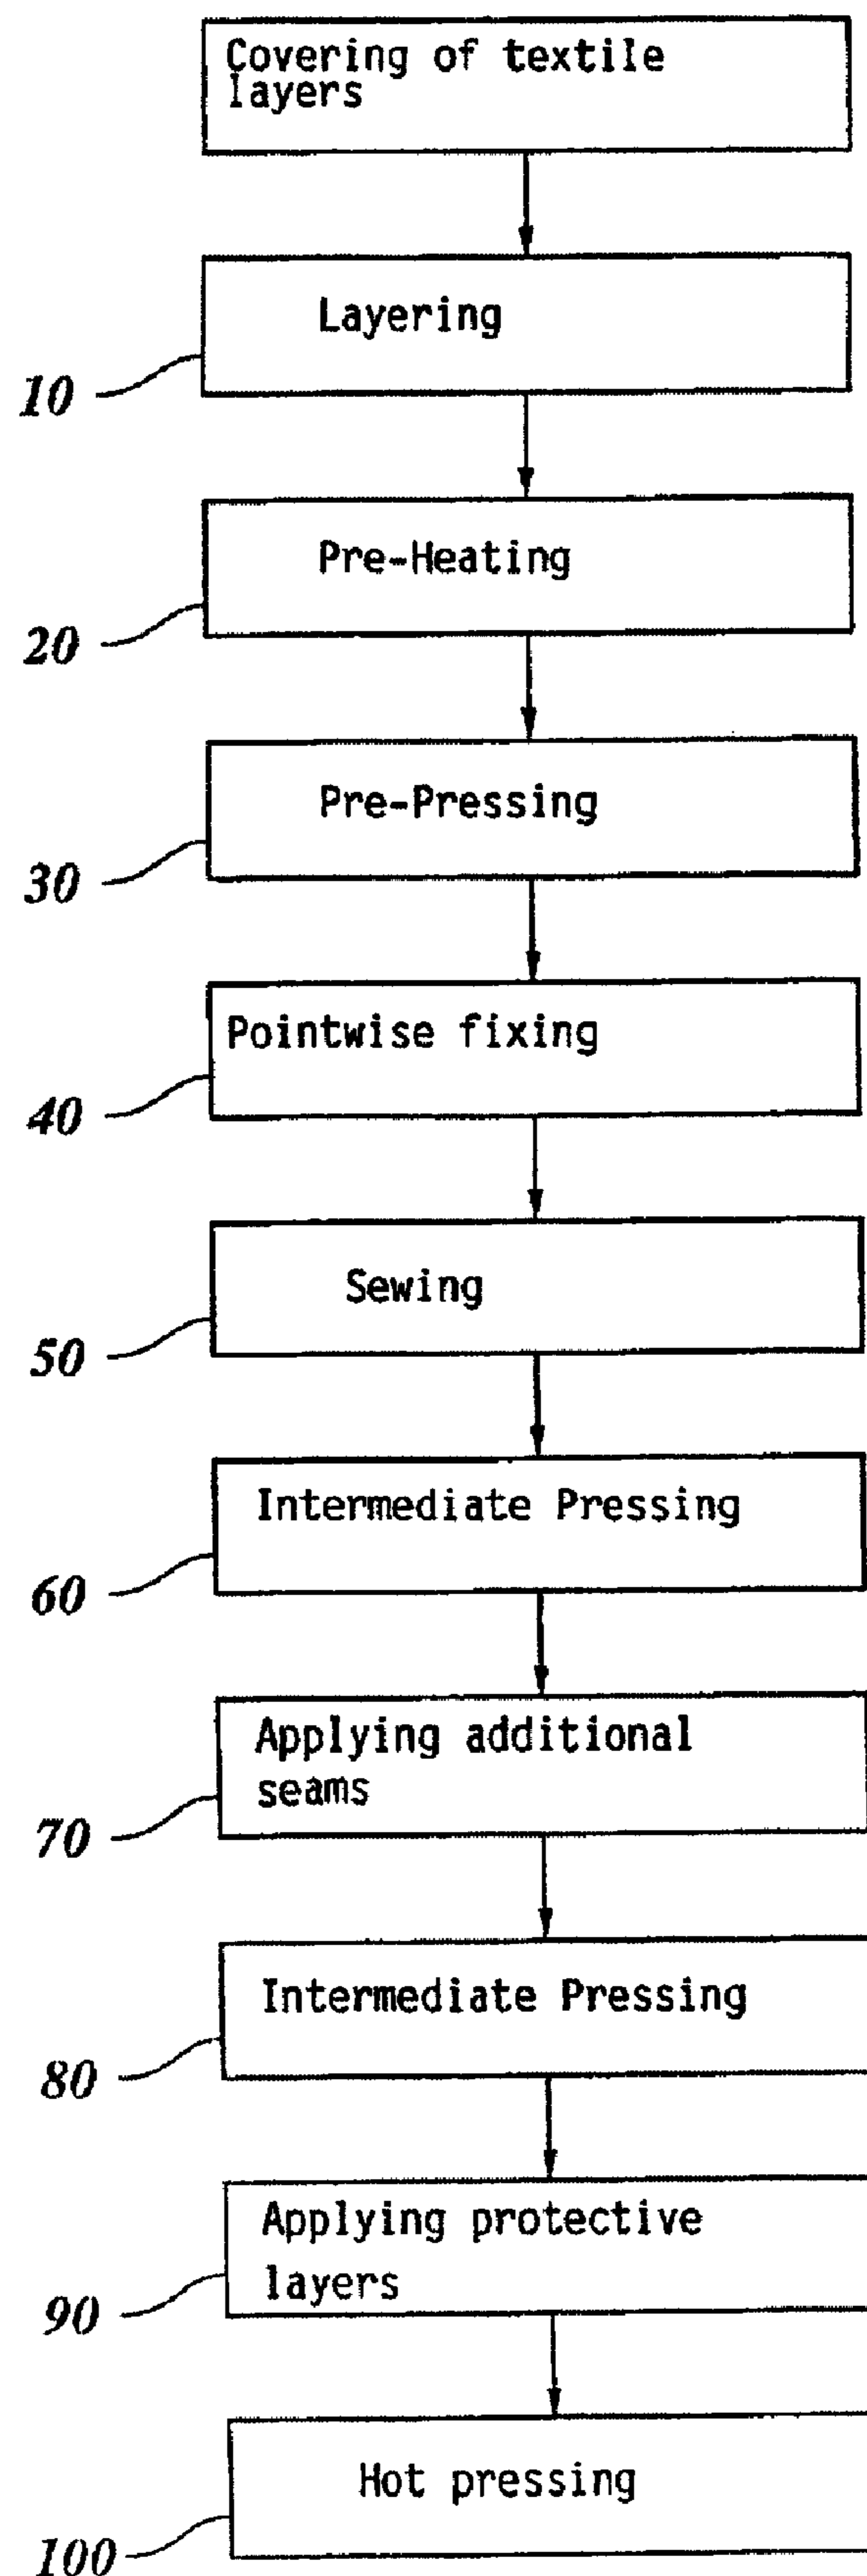 Covering of textile
layers
Layering
10
Pre-Heating
20
Pre-Pressing
30
Pointwise fixing
40
Sewing
50
Intermediate Pressing
60
Applying additional
seams
70
Intermediate Pressing
80
Applying protective
layers
90
Hot pressing
100